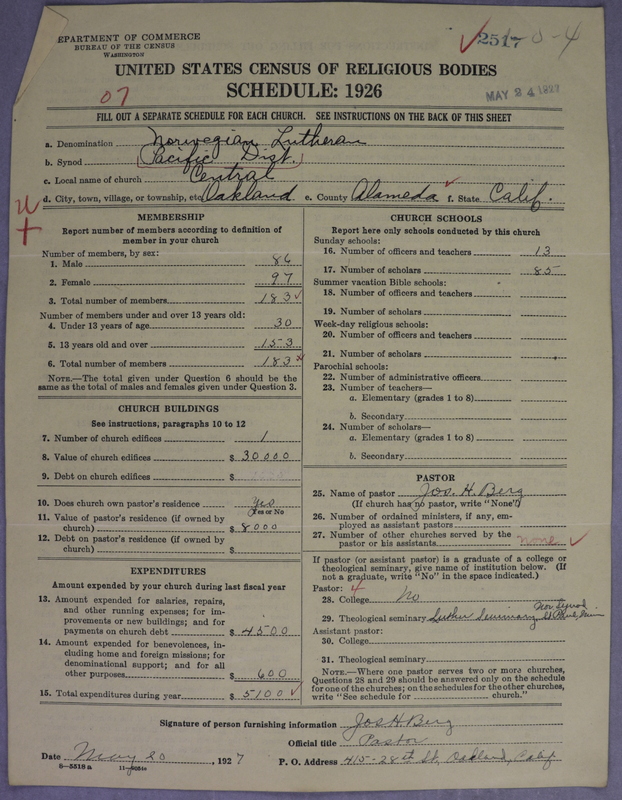 DEPARTMENT OF COMMERCE
BUREAU OF THE CENSUS
WASHINGTON
2517-0-4
UNITED STATES CENSUS OF RELIGIOUS BODIES
SCHEDULE: 1926
07
MAY 24 1927
FILL OUT A SEPARATE SCHEDULE FOR EACH CHURCH. SEE INSTRUCTIONS ON THE BACK OF THIS SHEET
a. Denomination Norwegian Lutheran
b. Synod (Pacific Dist.)
c. Local name of church Central
d. City, town, village, or township, etc. Oakland e. County Alameda f. State Calif.
MEMBERSHIP
Report number of members according to definition of
member in your church
Number of members, by sex:
1. Male 86
2. Female 97
3. Total number of members 183
Number of members under and over 13 years old:
4. Under 13 years of age 30
5. 13 years old and over 153
6. Total number of members 183
NOTE.—The total given under Question 6 should be the
same as the total of males and females given under Question 3.
CHURCH BUILDINGS
See instructions, paragraphs 10 to 12
7. Number of church edifices 1
8. Value of church edifices $ 30000
9. Debt on church edifices $
10. Does church own pastor's residence Yes
Yes or No
11. Value of pastor's residence (if owned by
church) $ 8000
12. Debt on pastor's residence (if owned by
church) $
EXPENDITURES
Amount expended by your church during last fiscal year
13. Amount expended for salaries, repairs,
and other running expenses; for im-
provements or new buildings; and for
payments on church debt $ 4500
14. Amount expended for benevolences, in-
cluding home and foreign missions; for
denominational support; and for all
other purposes $ 600
15. Total expenditures during year $ 5100
CHURCH SCHOOLS
Report here only schools conducted by this church
Sunday schools:
16. Number of officers and teachers 13
17. Number of scholars 85
Summer vacation Bible schools:
18. Number of officers and teachers
19. Number of scholars
Week-day religious schools:
20. Number of officers and teachers
21. Number of scholars
Parochial schools:
22. Number of administrative officers
23. Number of teachers—
a. Elementary (grades 1 to 8)
b. Secondary
24. Number of scholars—
a. Elementary (grades 1 to 8)
b. Secondary
PASTOR
25. Name of pastor Jos. H. Berg
(If church has no pastor, write "None")
26. Number of ordained ministers, if any, em-
ployed as assistant pastors
27. Number of other churches served by the
pastor or his assistants none
If pastor (or assistant pastor) is a graduate of a college or
theological seminary, give name of institution below. (If
not a graduate, write "No" in the space indicated.)
Pastor: 4
28. College No
Nor Synod
29. Theological seminary Luther Seminary St. Paul, Minn
Assistant pastor:
30. College
31. Theological seminary
NOTE.—Where one pastor serves two or more churches,
Questions 28 and 29 should be answered only on the schedule
for one of the churches; on the schedules for the other churches,
write "See schedule for church."
Signature of person furnishing information Jos H Berg
Official title Pastor
Date May 20, 1927 P. O. Address 415-28th St, Oakland, Calif
8—5518 a